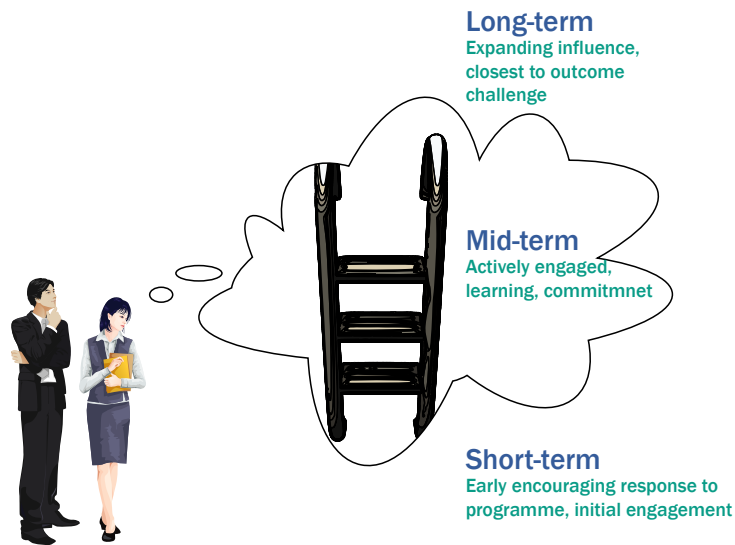 Long-term
Expanding influence,
closest to outcome
challenge
Mid-term
Actively engaged,
learning, commitmnet
Short-term
Early encouraging response to
programme, initial engagement